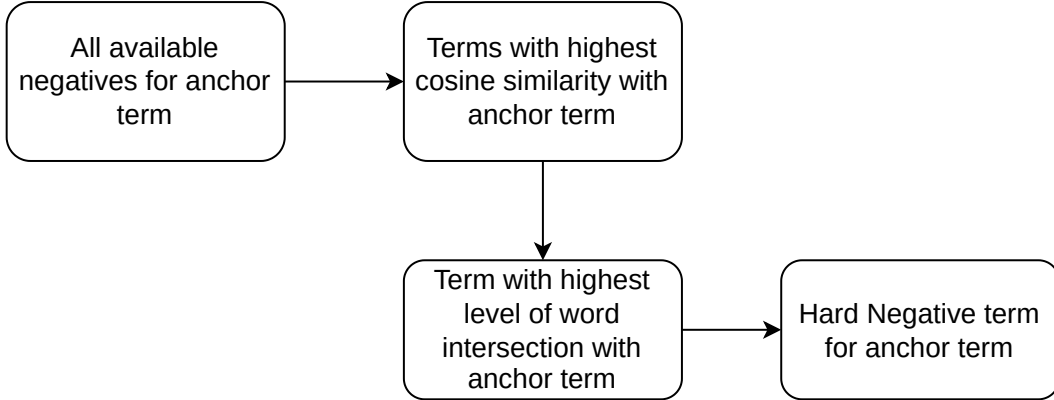 All available
negatives for anchor
term
Terms with highest
cosine similarity with
anchor term
Term with highest
level of word
intersection with
anchor term
Hard Negative term
for anchor term